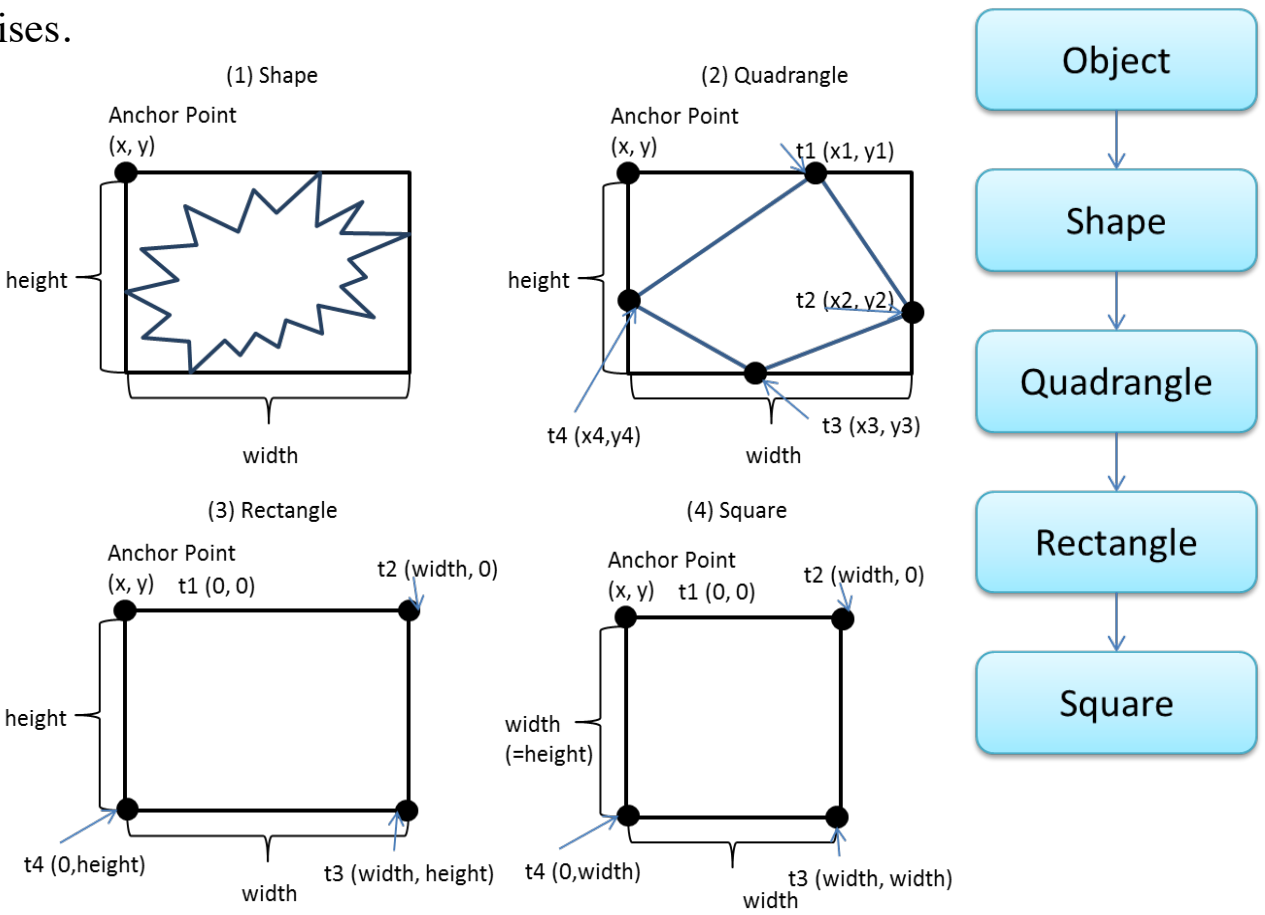 ises.
(1) Shape
Anchor Point
(x, y)
height
width
(2) Quadrangle
Anchor Point
(x, y)
t1 (x1, y1)
height
t2 (x2, y2)
t4 (x4,y4)
t3 (x3, y3)
width
(3) Rectangle
Anchor Point
(x, y)
t1 (0, 0)
t2 (width, 0)
height
t4 (0,height)
t3 (width, height)
width
(4) Square
Anchor Point
(x, y)
t1 (0, 0)
t2 (width, 0)
width
(=height)
t4 (0,width)
t3 (width, width)
width
Object
Shape
Quadrangle
Rectangle
Square